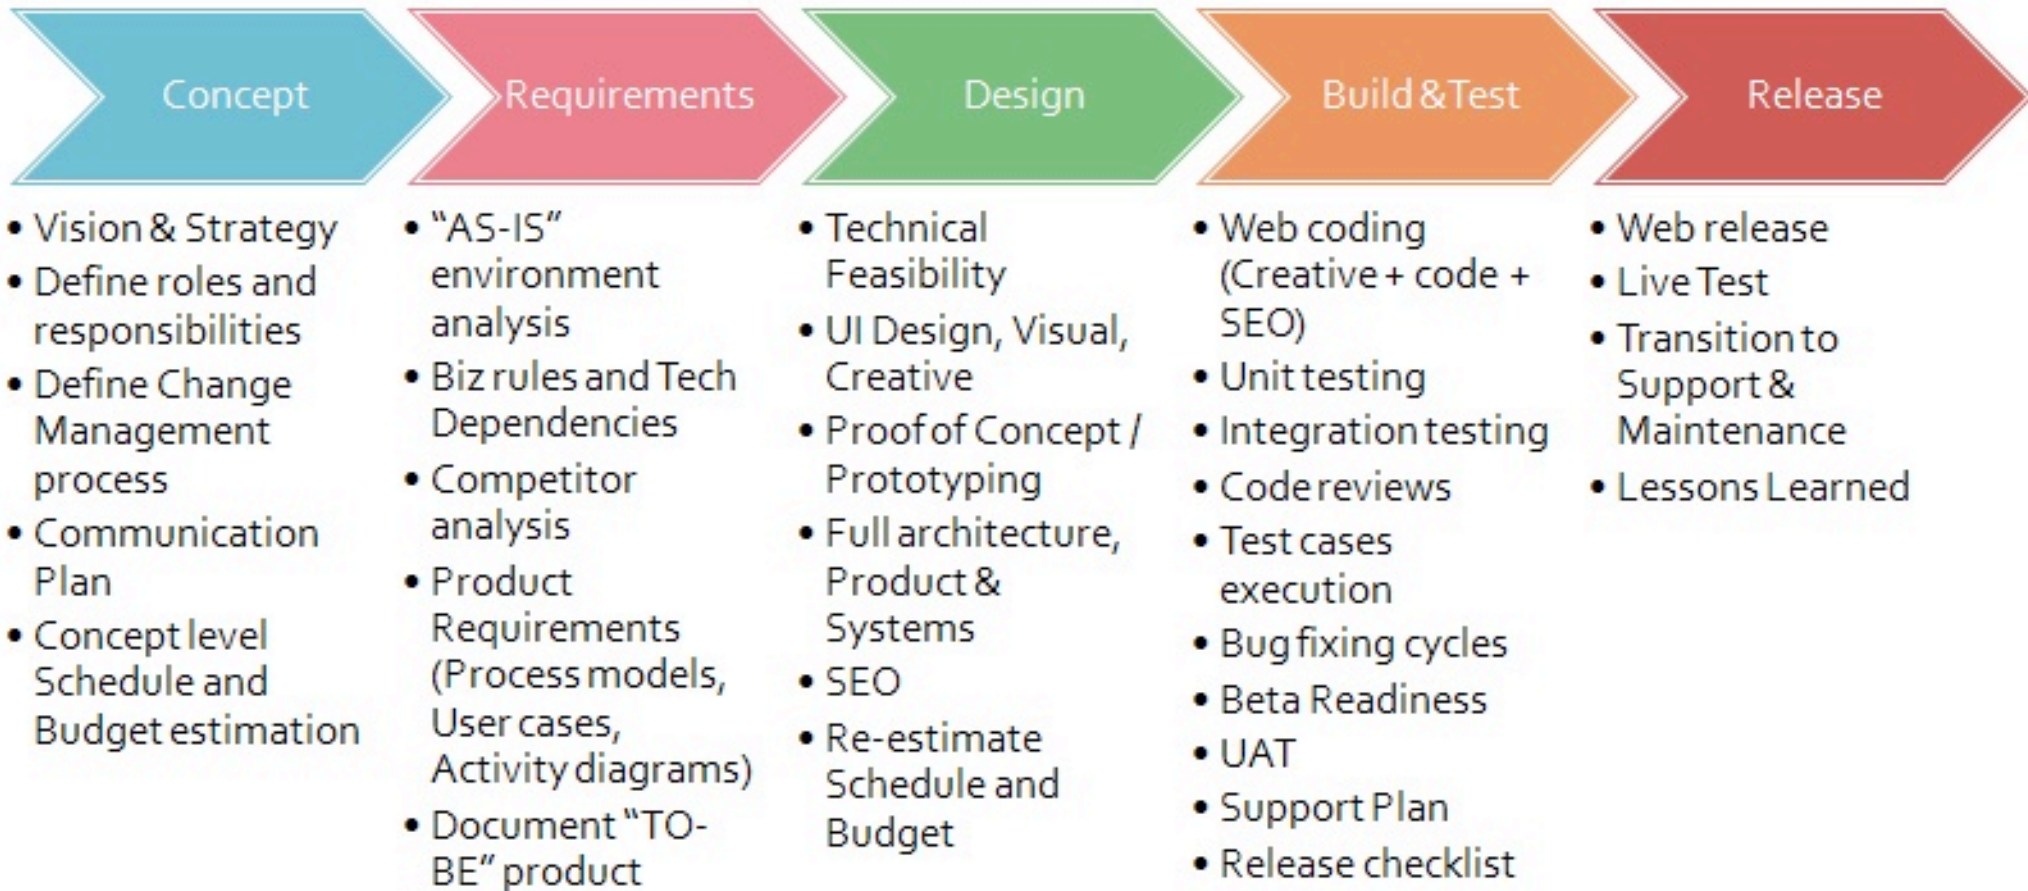 Concept
Requirements
Design
Build & Test
Release
• Vision & Strategy
• Define roles and
responsibilities
• Define Change
Management
process
• Communication
Plan
• Concept level
Schedule and
Budget estimation
• “AS-IS”
environment
analysis
• Biz rules and Tech
Dependencies
• Competitor
analysis
• Product
Requirements
(Process models,
User cases,
Activity diagrams)
• Document “TO-
BE” product
• Technical
Feasibility
• UI Design, Visual,
Creative
• Proof of Concept /
Prototyping
• Full architecture,
Product &
Systems
• SEO
• Re-estimate
Schedule and
Budget
• Web coding
(Creative + code +
SEO)
• Unit testing
• Integration testing
• Code reviews
• Test cases
execution
• Bug fixing cycles
• Beta Readiness
• UAT
• Support Plan
• Release checklist
• Web release
• Live Test
• Transition to
Support &
Maintenance
• Lessons Learned